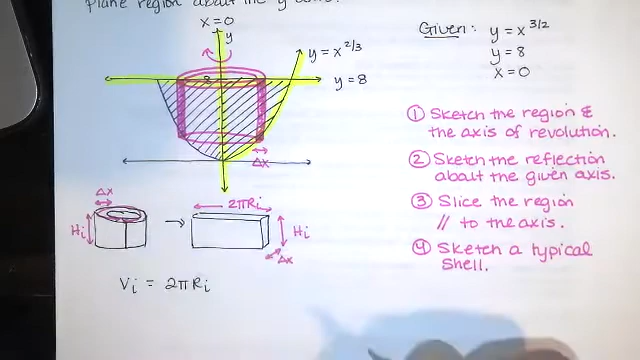 plane region about the y-axis.
x=0
y
y = x^2/3
8
y=8
Δx
Given: y = x^3/2
y = 8
x=0
① Sketch the region & the axis of revolution.
② Sketch the reflection about the given axis.
③ Slice the region // to the axis.
④ Sketch a typical shell.
Δx
Hi
2πRi
Hi
Δx
Vi = 2πRi